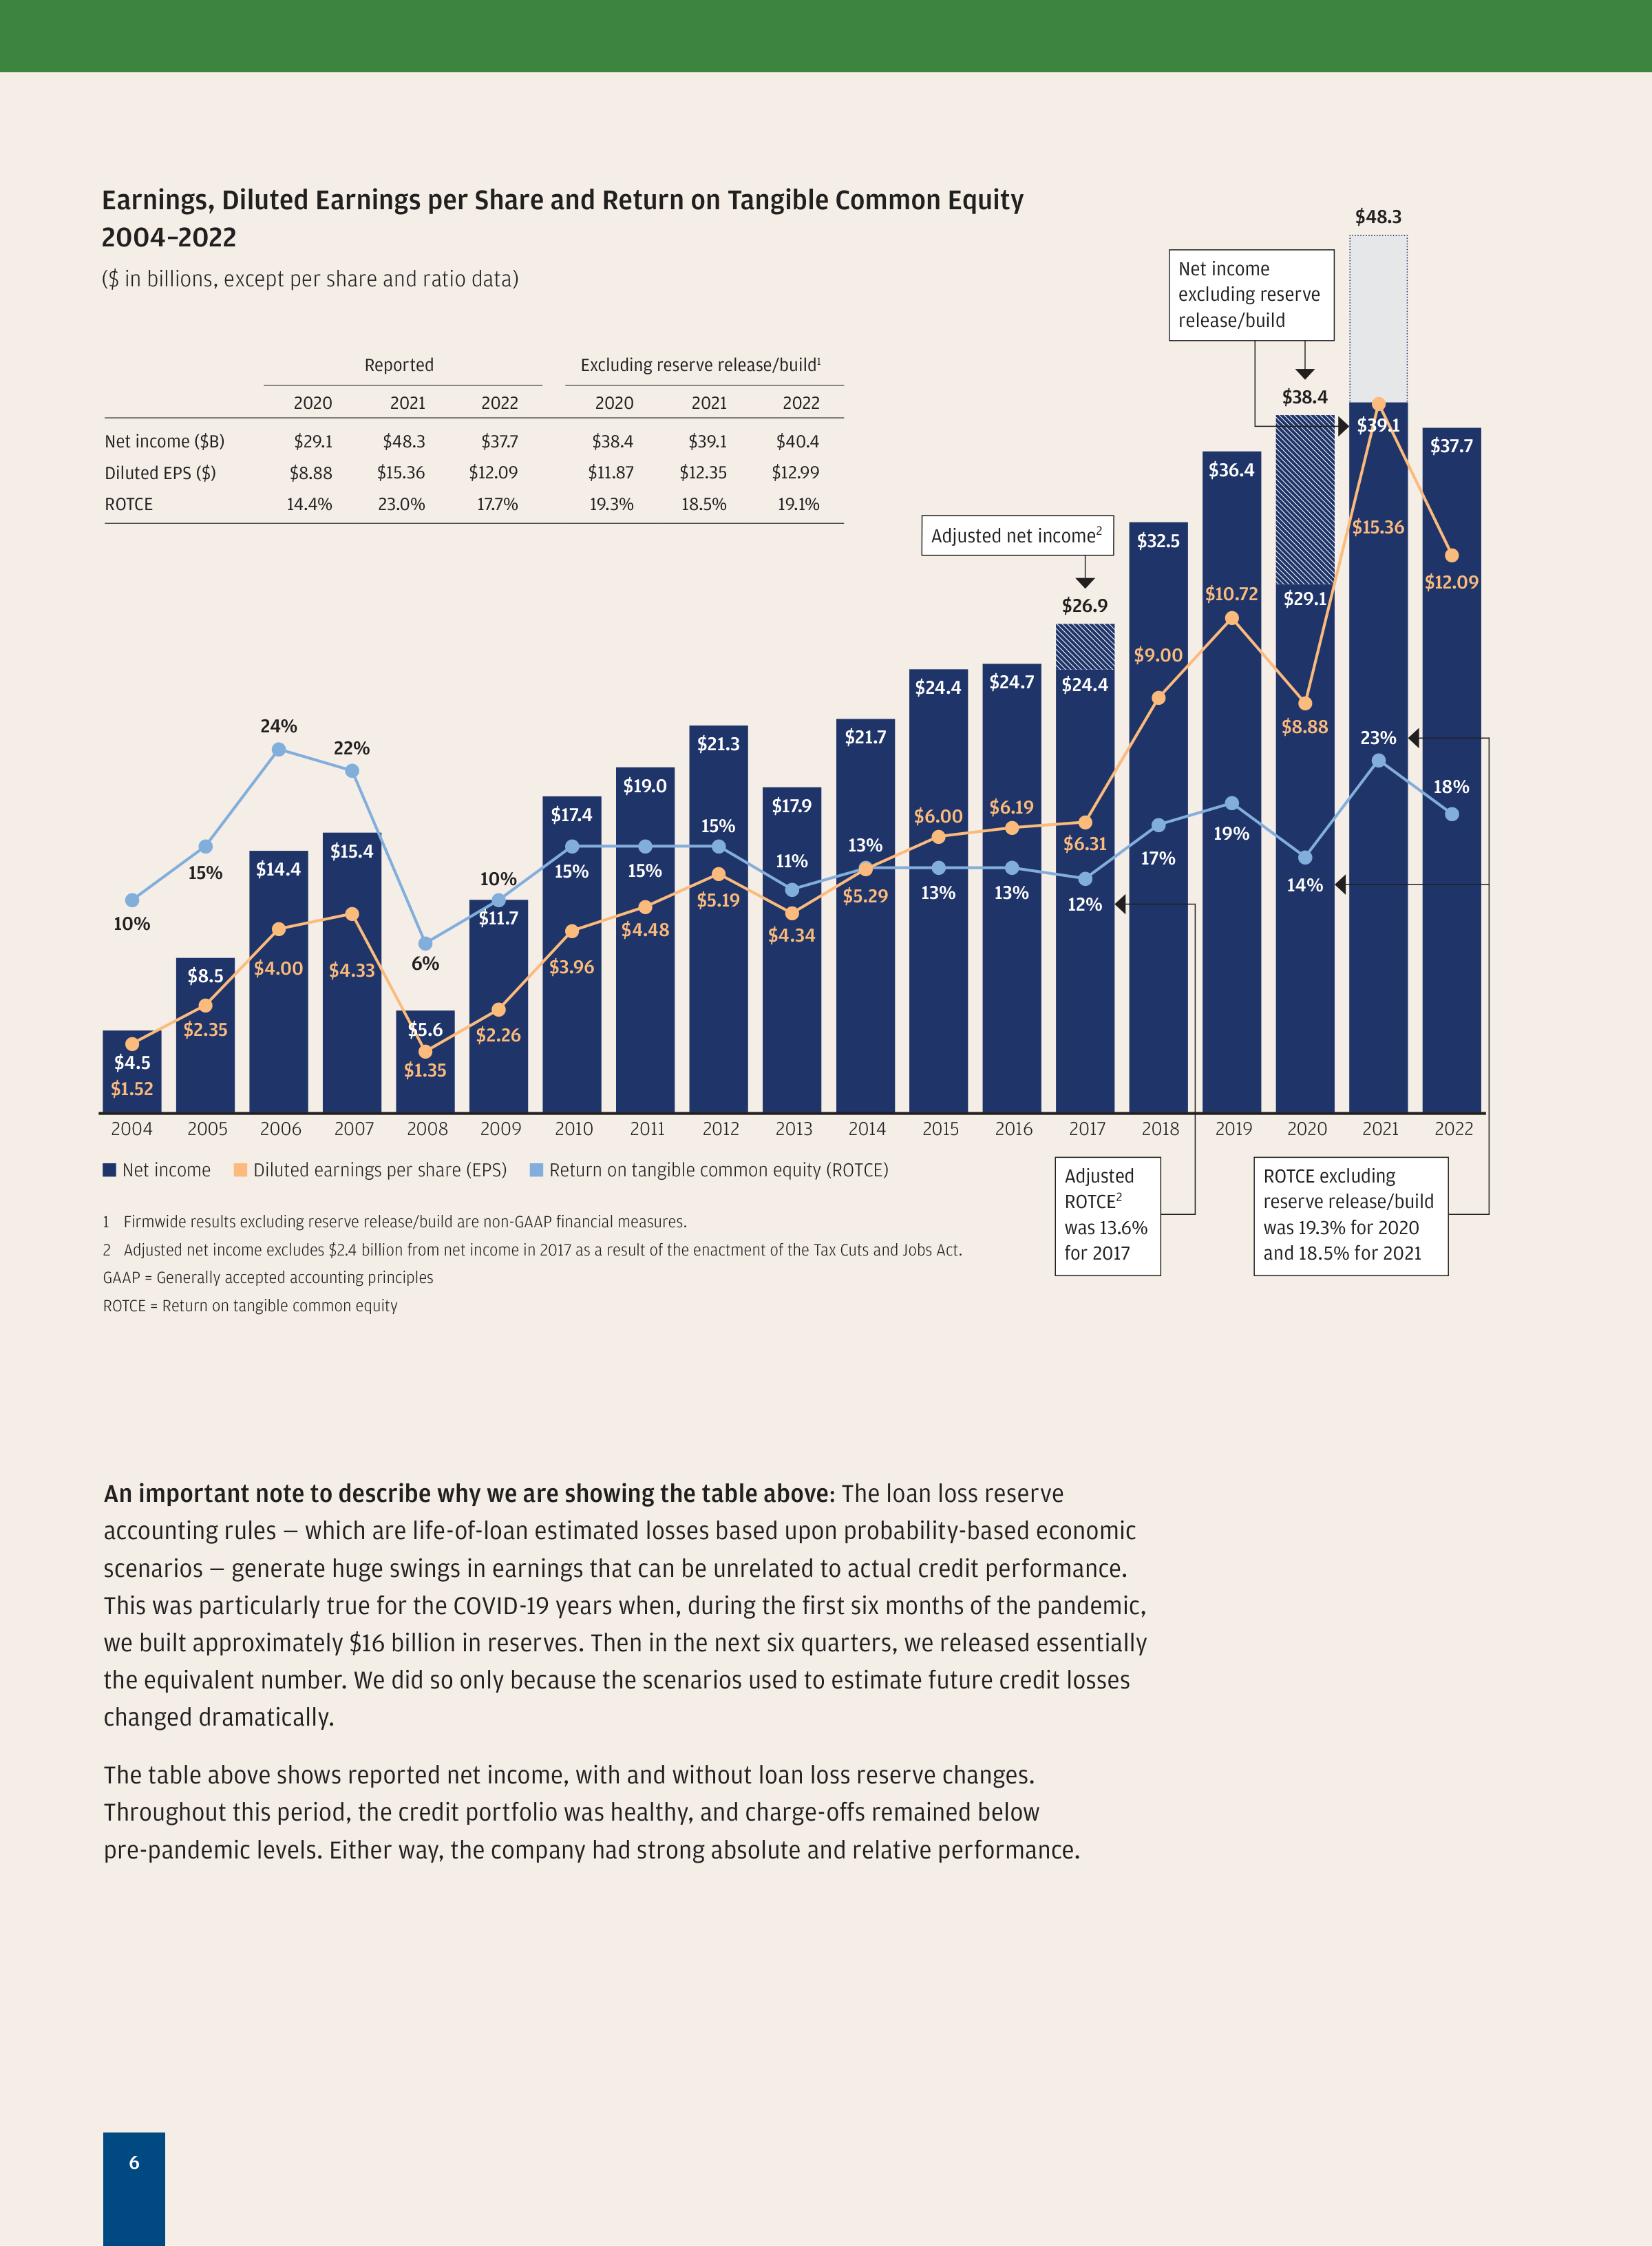 Earnings, Diluted Earnings per Share and Return on Tangible Common Equity
2004–2022
($ in billions, except per share and ratio data)
Reported Excluding reserve release/build¹
2020 2021 2022 2020 2021 2022
Net income ($B) $29.1 $48.3 $37.7 $38.4 $39.1 $40.4
Diluted EPS ($) $8.88 $15.36 $12.09 $11.87 $12.35 $12.99
ROTCE 14.4% 23.0% 17.7% 19.3% 18.5% 19.1%
$48.3
Net income
excluding reserve
release/build
$38.4
$39.1
$37.7
$36.4
Adjusted net income²
$26.9
$32.5
$29.1
$15.36
$12.09
$10.72
$9.00
$8.88
$24.4
$24.7
$24.4
24%
22%
$21.3
$21.7
23%
18%
$19.0
$17.4
$17.9
$6.00
$6.19
$6.31
15%
13%
11%
17%
19%
$14.4
$15.4
15%
15%
15%
10%
$5.19
$5.29
13%
13%
12%
14%
10%
$11.7
$4.48
$4.34
$8.5
$4.00
$4.33
6%
$3.96
$2.35
$5.6
$2.26
$4.5
$1.52
$1.35
2004 2005 2006 2007 2008 2009 2010 2011 2012 2013 2014 2015 2016 2017 2018 2019 2020 2021 2022
Net income Diluted earnings per share (EPS) Return on tangible common equity (ROTCE)
Adjusted
ROTCE²
was 13.6%
for 2017
ROTCE excluding
reserve release/build
was 19.3% for 2020
and 18.5% for 2021
1 Firmwide results excluding reserve release/build are non-GAAP financial measures.
2 Adjusted net income excludes $2.4 billion from net income in 2017 as a result of the enactment of the Tax Cuts and Jobs Act.
GAAP = Generally accepted accounting principles
ROTCE = Return on tangible common equity
An important note to describe why we are showing the table above: The loan loss reserve
accounting rules — which are life-of-loan estimated losses based upon probability-based economic
scenarios — generate huge swings in earnings that can be unrelated to actual credit performance.
This was particularly true for the COVID-19 years when, during the first six months of the pandemic,
we built approximately $16 billion in reserves. Then in the next six quarters, we released essentially
the equivalent number. We did so only because the scenarios used to estimate future credit losses
changed dramatically.
The table above shows reported net income, with and without loan loss reserve changes.
Throughout this period, the credit portfolio was healthy, and charge-offs remained below
pre-pandemic levels. Either way, the company had strong absolute and relative performance.
6